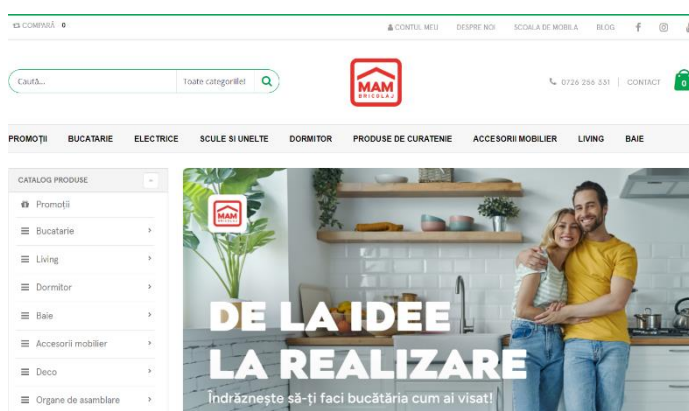 COMPARĂ 0
CONTUL MEU DESPRE NOI SCOALA DE MOBILA BLOG
Caută... Toate categoriile!
MAM
BRICOLAJ
0726 256 331 CONTACT
0
PROMOȚII BUCATARIE ELECTRICE SCULE SI UNELTE DORMITOR PRODUSE DE CURATENIE ACCESORII MOBILIER LIVING BAIE
CATALOG PRODUSE
Promoții
Bucatarie
Living
Dormitor
Baie
Accesorii mobilier
Deco
Organe de asamblare
MAM
BRICOLAJ
DE LA IDEE
LA REALIZARE
Îndrăznește să-ți faci bucătăria cum ai visat!